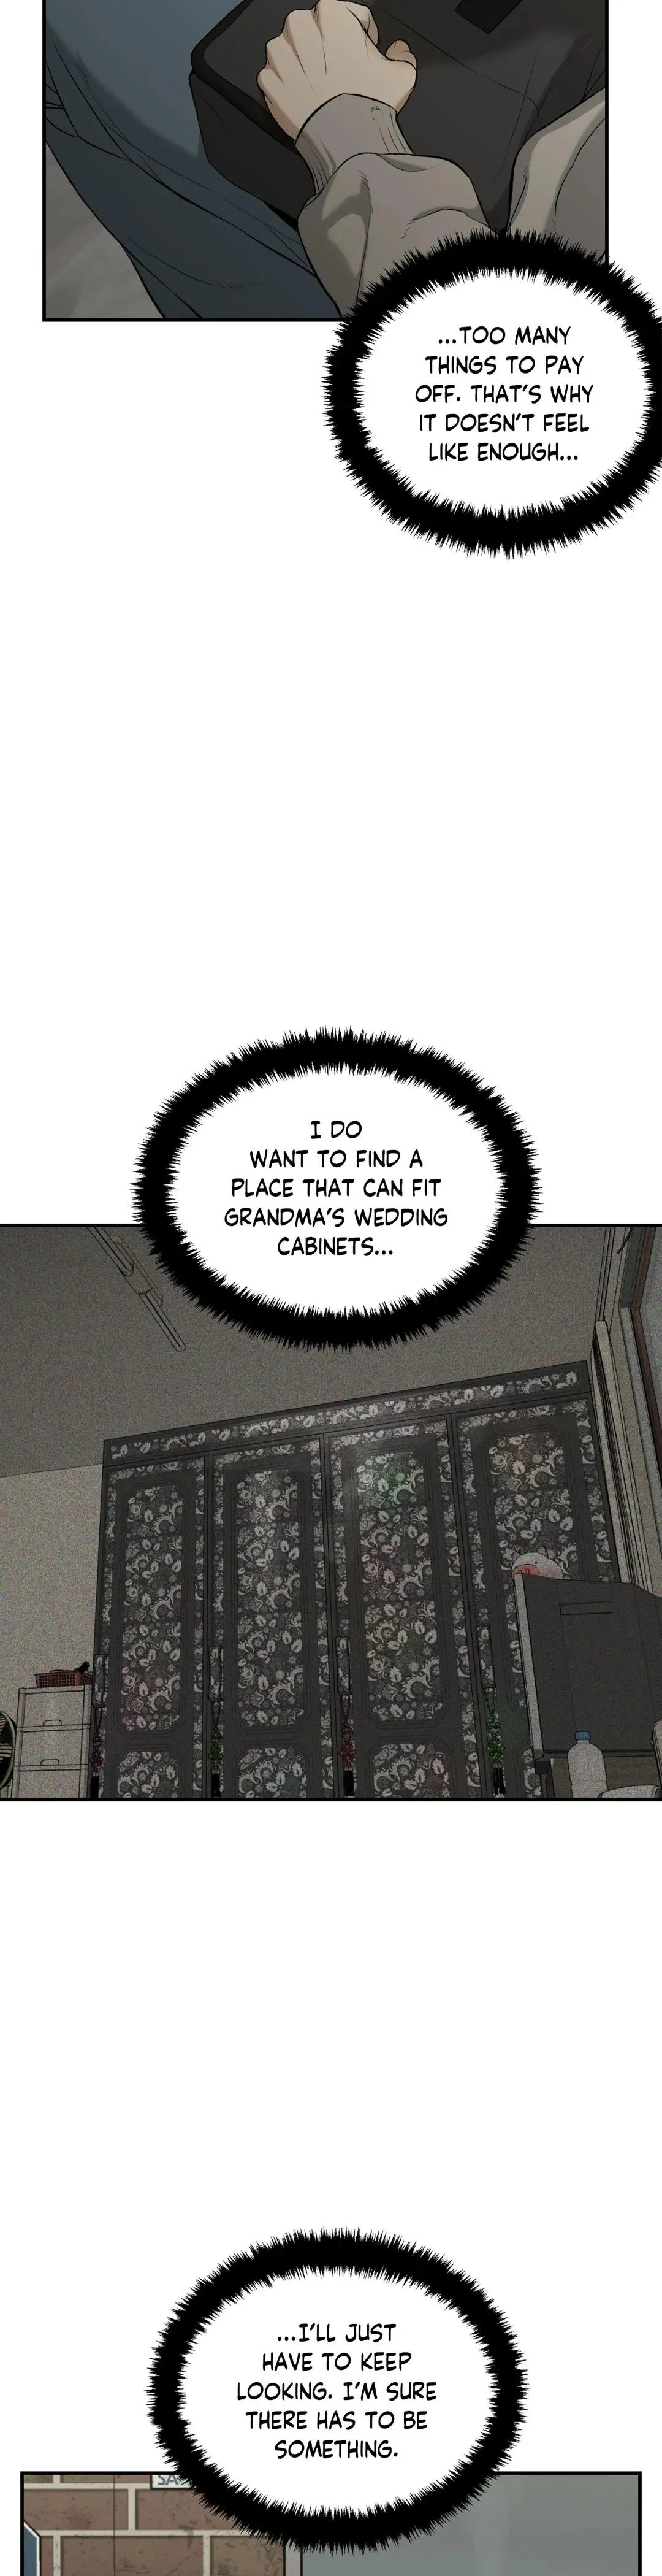 ...TOO MANY
THINGS TO PAY
OFF. THAT'S WHY
IT DOESN'T FEEL
LIKE ENOUGH...
I DO
WANT TO FIND A
PLACE THAT CAN FIT
GRANDMA'S WEDDING
CABINETS...
...I'LL JUST
HAVE TO KEEP
LOOKING. I'M SURE
THERE HAS TO BE
SOMETHING.